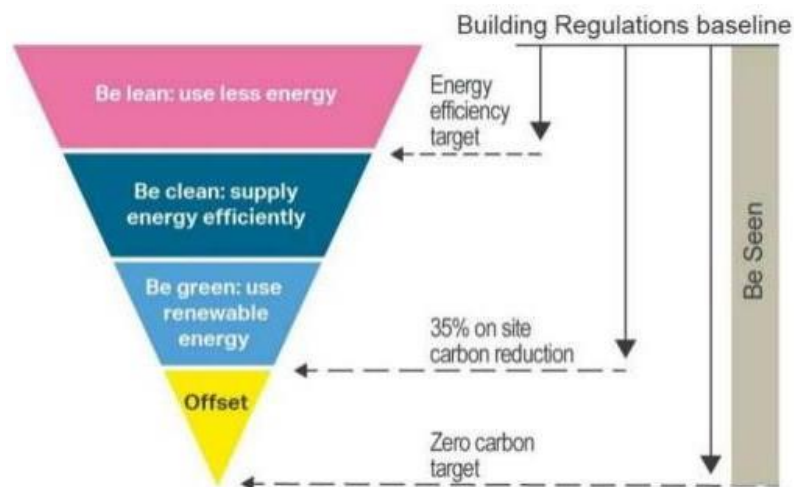 Building Regulations baseline
Be lean: use less energy
Energy
efficiency
target
Be clean: supply
energy efficiently
Be green: use
renewable
energy
35% on site
carbon reduction
Offset
Zero carbon
target
Be Seen